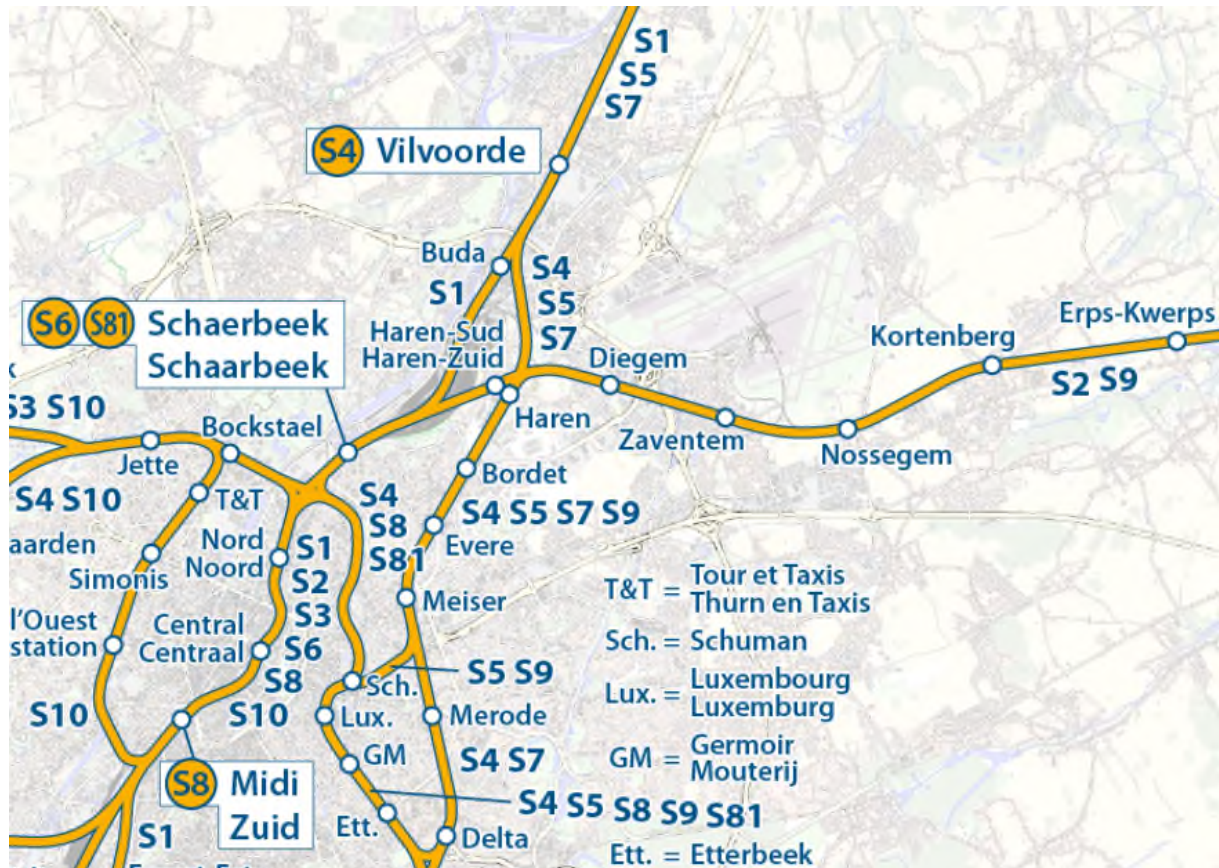 S1
S5
S7
S4 Vilvoorde
Buda
S4
S1
S5
S6 S81 Schaerbeek
Schaarbeek
Haren-Sud
Haren-Zuid
S7
Diegem
Kortenberg
Erps-Kwerps
S2 S9
S3 S10
Bockstael
Haren
Zaventem
Nossegem
Jette
Bordet
S4 S10
T&T
S4
S8
S81
S4 S5 S7 S9
Evere
aarden
Simonis
Nord
Noord
S1
S2
S3
S6
S8
S10
Meiser
T&T = Tour et Taxis
Thurn en Taxis
l'Ouest
station
Central
Centraal
Sch. = Schuman
Sch.
S5 S9
S10
Lux.
Merode
Lux. = Luxembourg
Luxemburg
GM
S4 S7
GM = Germoir
Mouterij
S8 Midi
Zuid
S4 S5 S8 S9 S81
S1
Ett.
Delta
Ett. = Etterbeek